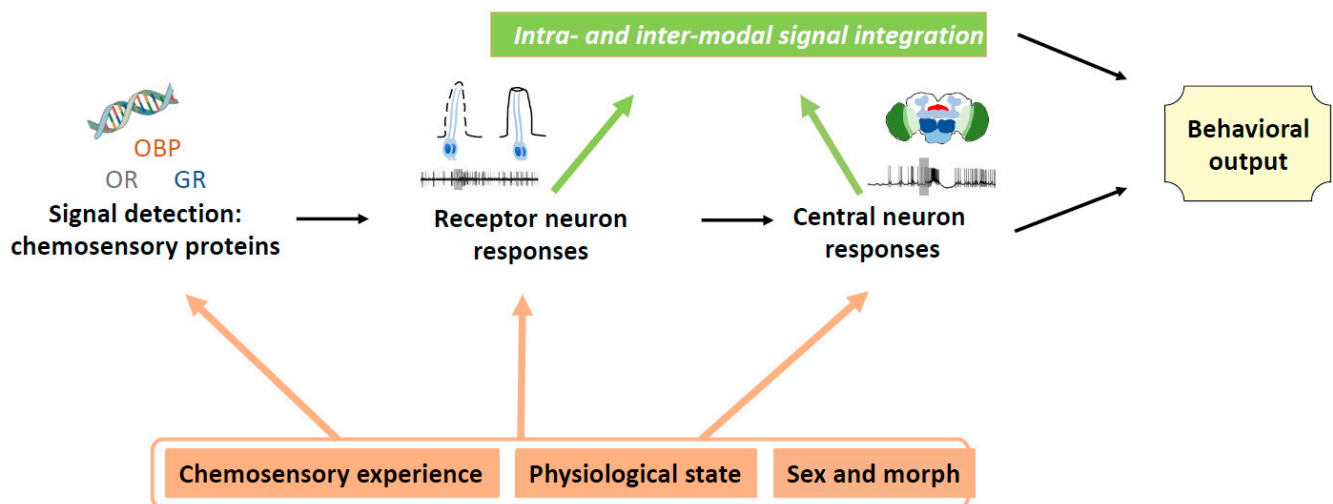 Intra- and inter-modal signal integration
OBP
OR GR
Signal detection:
chemosensory proteins
Receptor neuron
responses
Central neuron
responses
Behavioral
output
Chemosensory experience
Physiological state
Sex and morph